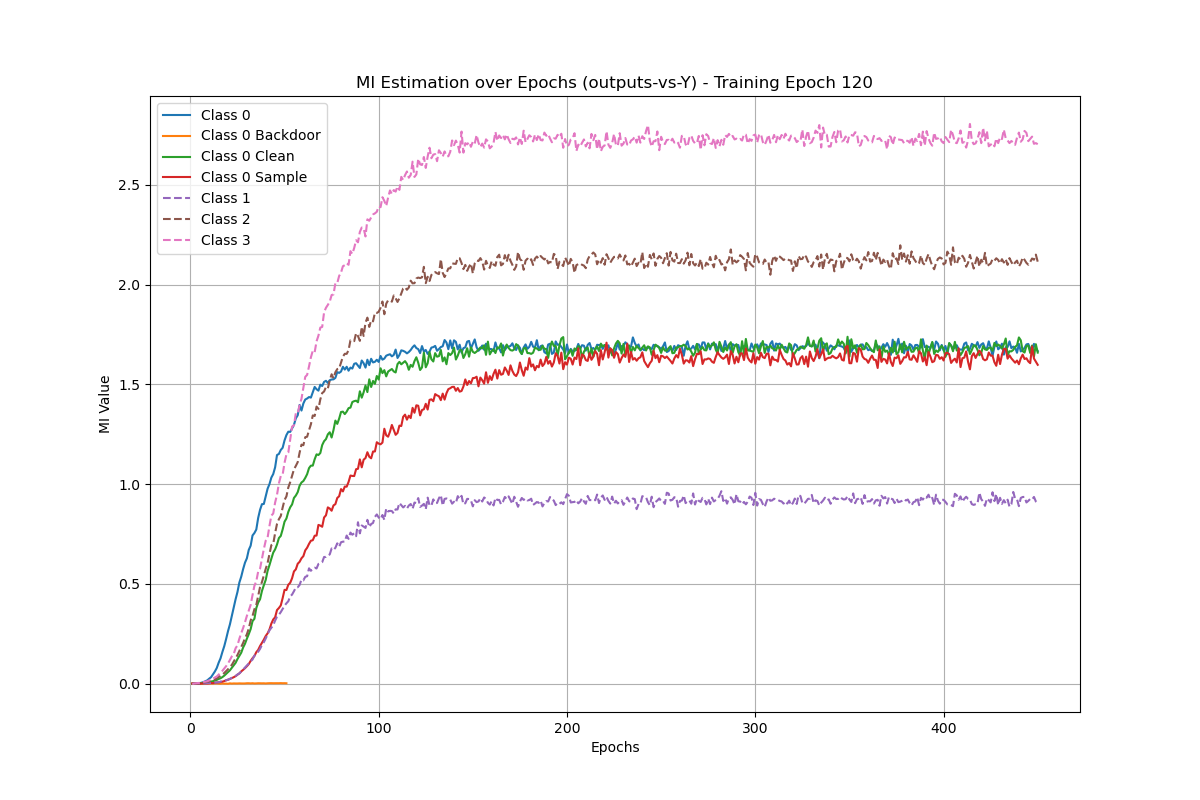 MI Estimation over Epochs (outputs-vs-Y) - Training Epoch 120
Class 0
Class 0 Backdoor
Class 0 Clean
Class 0 Sample
Class 1
Class 2
Class 3
2.5
2.0
1.5
1.0
0.5
0.0
MI Value
0 100 200 300 400
Epochs